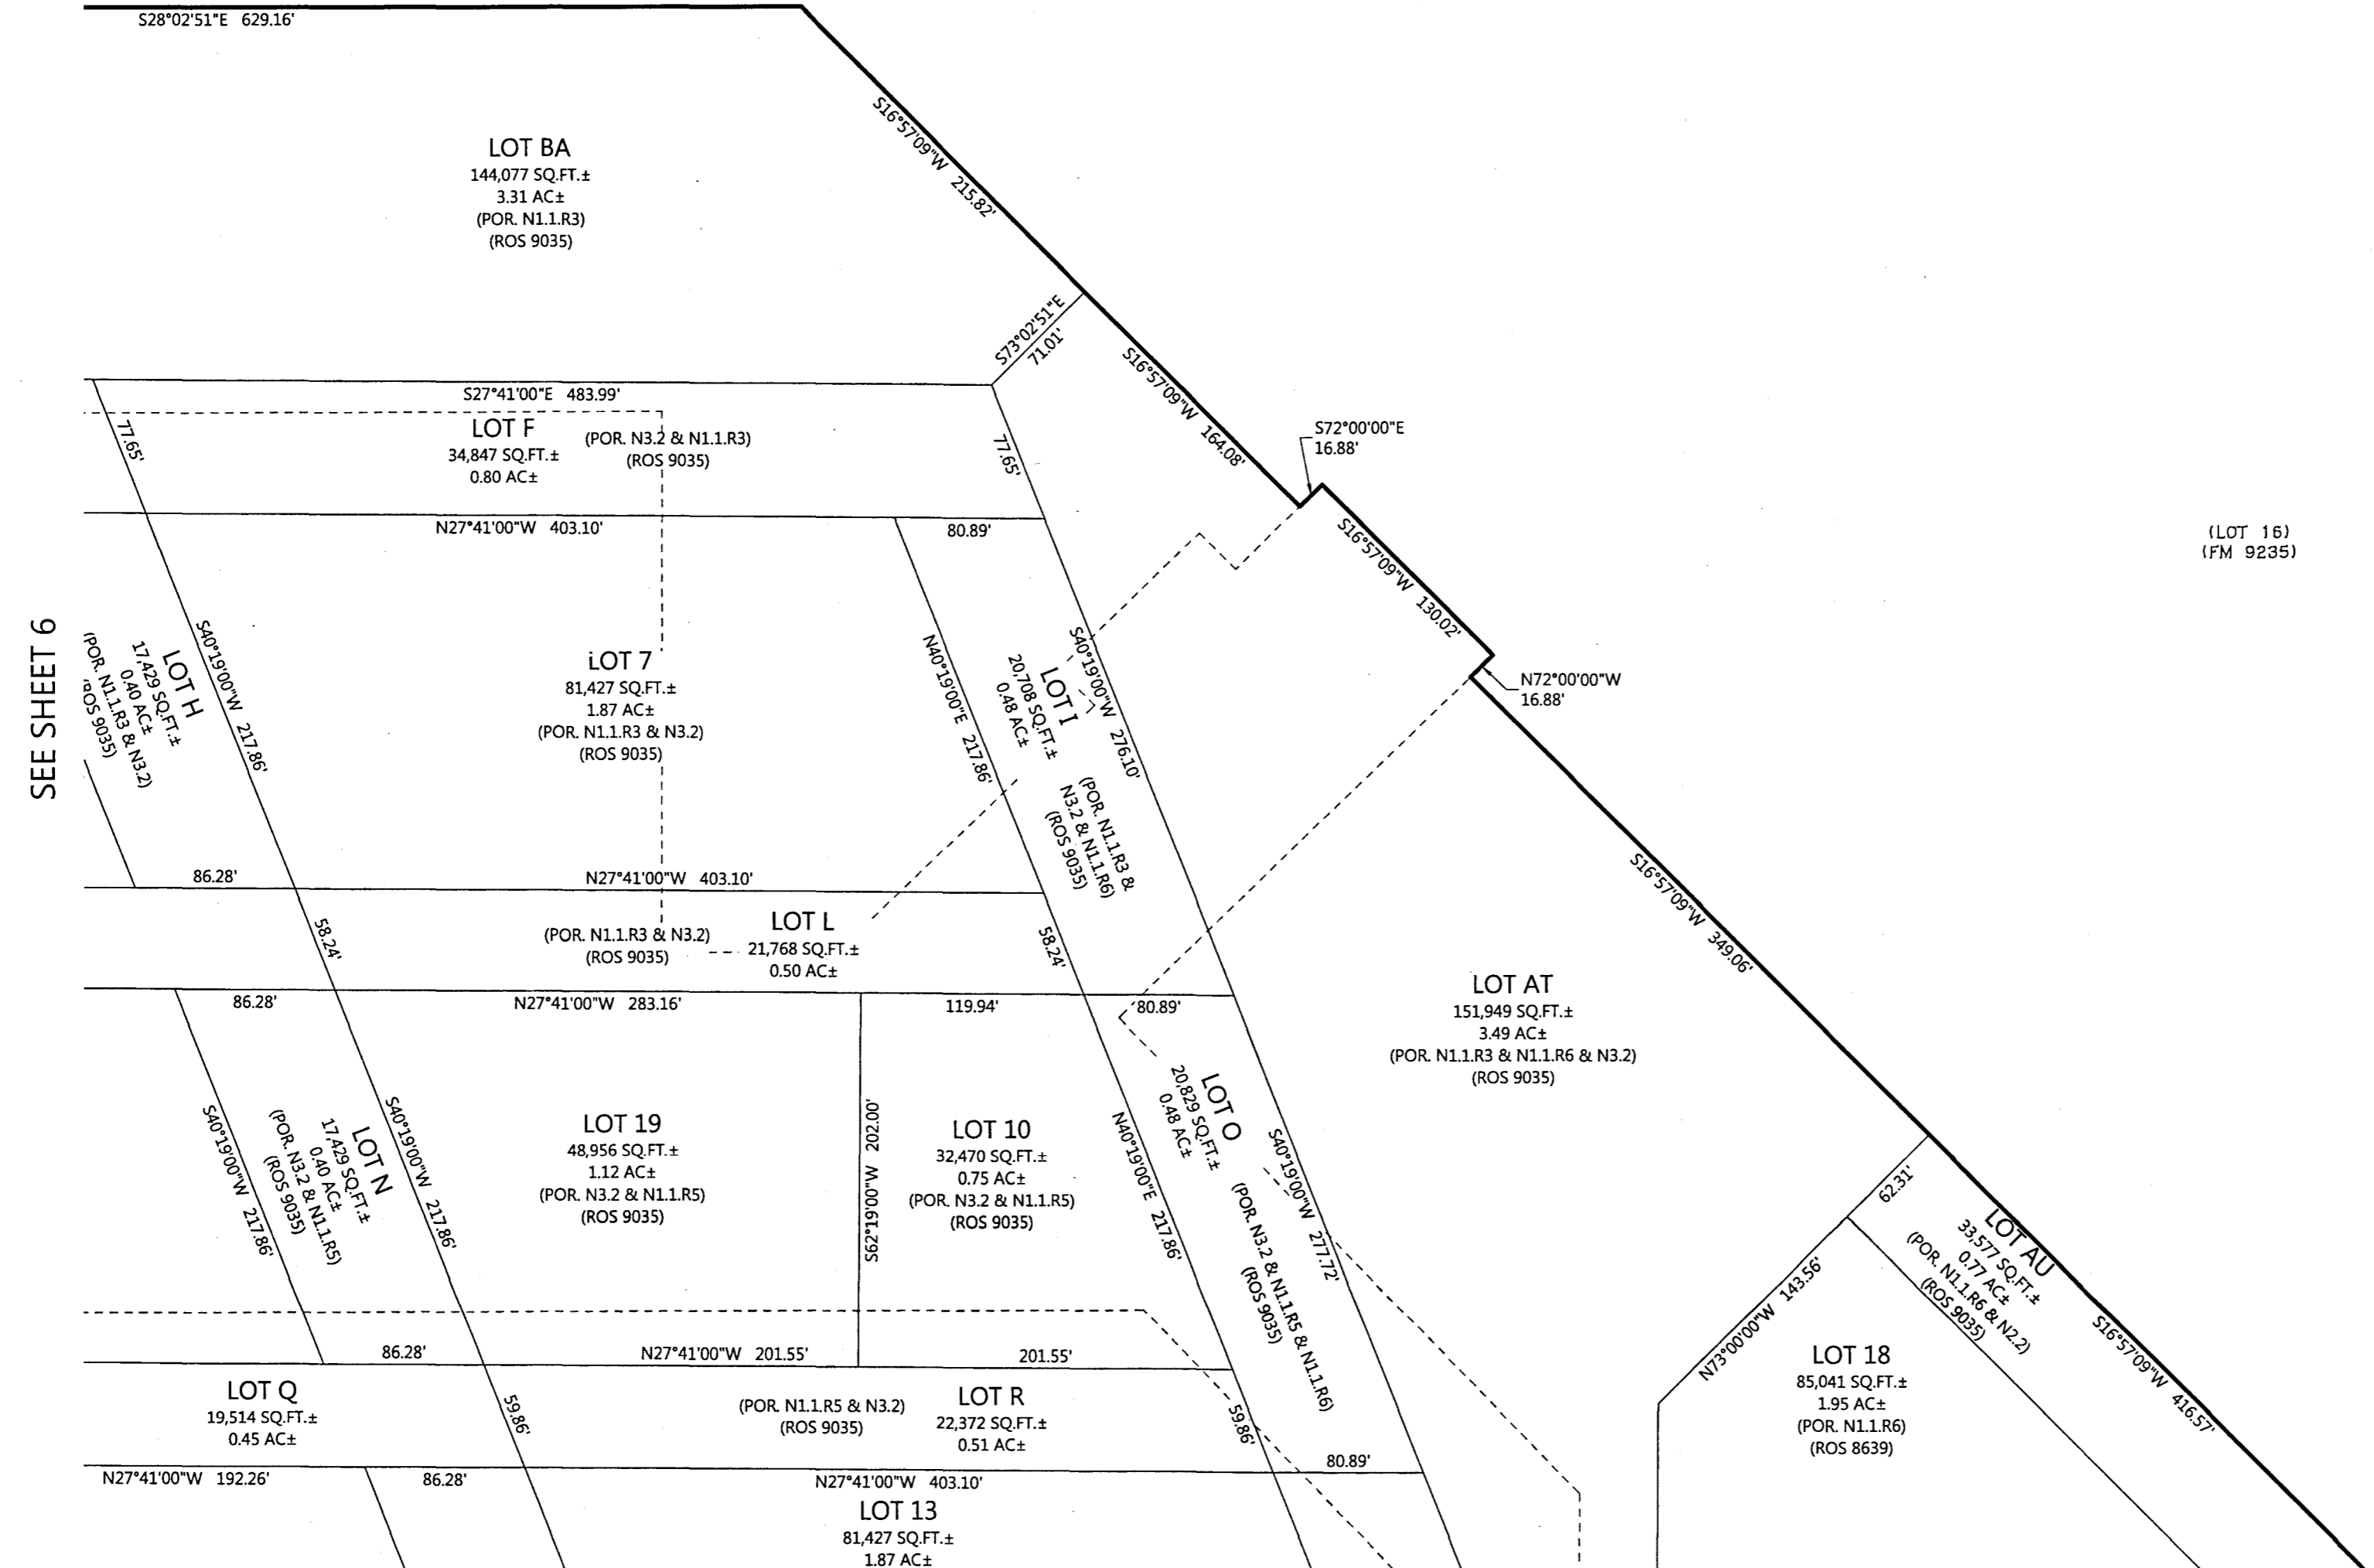 S28°02'51"E 629.16'
S16°57'09"W 215.82'
LOT BA
144,077 SQ.FT.±
3.31 AC±
(POR. N1.1.R3)
(ROS 9035)
S73°02'51"E
71.01'
S16°57'09"W 164.08'
S72°00'00"E
16.88'
S27°41'00"E 483.99'
77.65'
LOT F
34,847 SQ.FT.±
0.80 AC±
(POR. N3.2 & N1.1.R3)
(ROS 9035)
77.65'
N27°41'00"W 403.10'
80.89'
S16°57'09"W 130.02'
(LOT 16)
(FM 9235)
N72°00'00"W
16.88'
SEE SHEET 6
LOT H
17,429 SQ.FT.±
0.40 AC±
(POR. N1.1.R3 & N3.2)
(ROS 9035)
S40°19'00"W 217.86'
LOT 7
81,427 SQ.FT.±
1.87 AC±
(POR. N1.1.R3 & N3.2)
(ROS 9035)
N40°19'00"E 217.86'
LOT I
20,708 SQ.FT.±
0.48 AC±
(POR. N1.1.R3 &
N3.2 & N1.1.R6)
(ROS 9035)
S40°19'00"W 276.10'
S16°57'09"W 349.06'
86.28'
N27°41'00"W 403.10'
58.24'
(POR. N1.1.R3 & N3.2)
(ROS 9035)
LOT L
21,768 SQ.FT.±
0.50 AC±
58.24'
86.28'
N27°41'00"W 283.16'
119.94'
80.89'
LOT AT
151,949 SQ.FT.±
3.49 AC±
(POR. N1.1.R3 & N1.1.R6 & N3.2)
(ROS 9035)
S40°19'00"W 217.86'
LOT N
17,429 SQ.FT.±
0.40 AC±
(POR. N3.2 & N1.1.R5)
(ROS 9035)
S40°19'00"W 217.86'
LOT 19
48,956 SQ.FT.±
1.12 AC±
(POR. N3.2 & N1.1.R5)
(ROS 9035)
S62°19'00"W 202.00'
LOT 10
32,470 SQ.FT.±
0.75 AC±
(POR. N3.2 & N1.1.R5)
(ROS 9035)
N40°19'00"E 217.86'
LOT O
20,829 SQ.FT.±
0.48 AC±
(POR. N3.2 & N1.1.R5 & N1.1.R6)
(ROS 9035)
S40°19'00"W 277.72'
62.31'
N73°00'00"W 143.56'
LOT AU
33,577 SQ.FT.±
0.77 AC±
(POR. N1.1.R6 & N2.2)
(ROS 9035)
S16°57'09"W 416.57'
LOT 18
85,041 SQ.FT.±
1.95 AC±
(POR. N1.1.R6)
(ROS 8639)
86.28'
N27°41'00"W 201.55'
201.55'
LOT Q
19,514 SQ.FT.±
0.45 AC±
59.86'
(POR. N1.1.R5 & N3.2)
(ROS 9035)
LOT R
22,372 SQ.FT.±
0.51 AC±
59.86'
80.89'
N27°41'00"W 192.26'
86.28'
N27°41'00"W 403.10'
LOT 13
81,427 SQ.FT.±
1.87 AC±